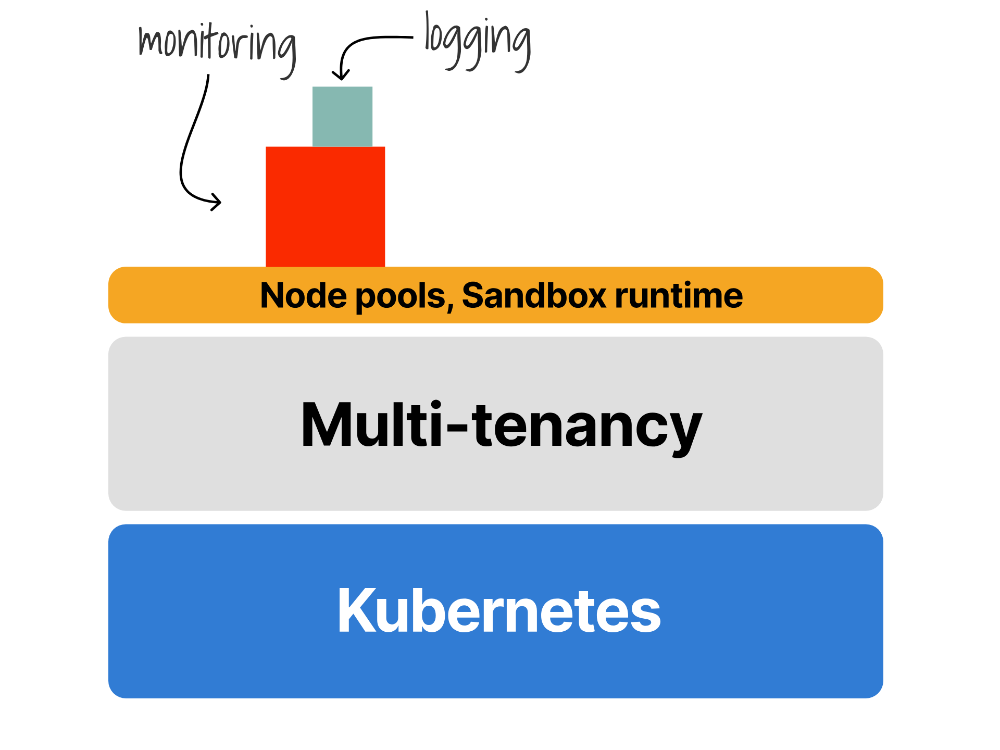 monitoring
logging
Node pools, Sandbox runtime
Multi-tenancy
Kubernetes